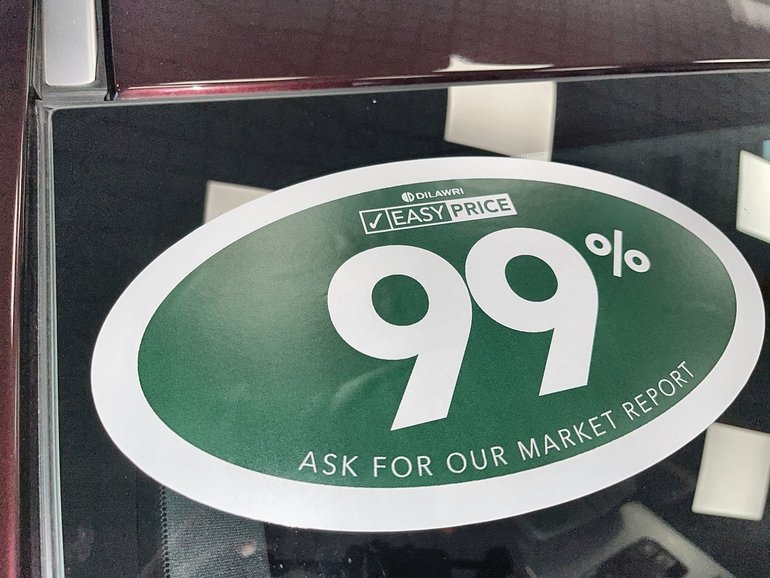 DILAWRI
✓ EASY PRICE
99%
ASK FOR OUR MARKET REPORT